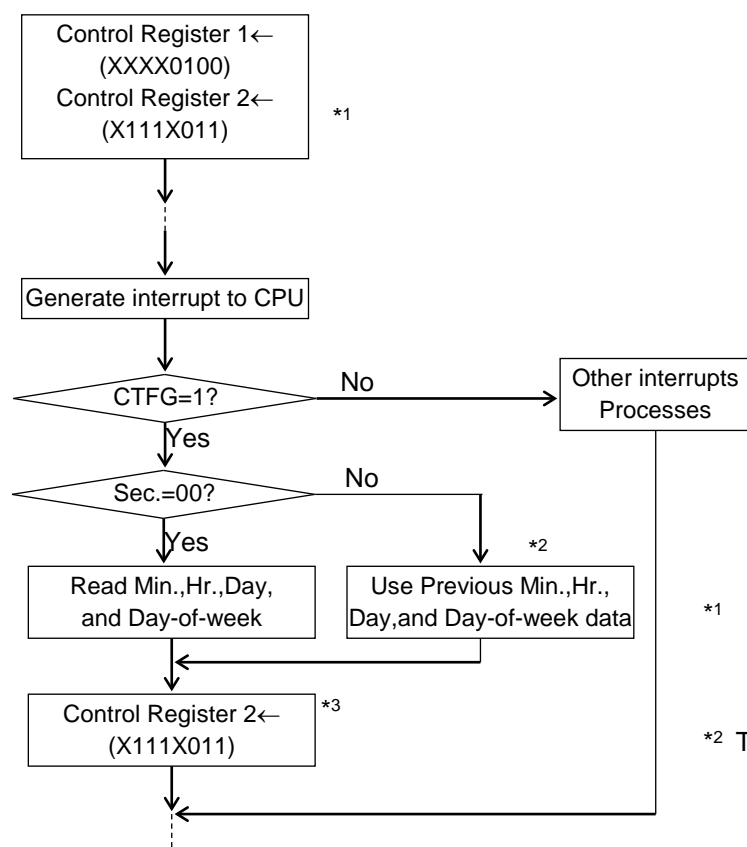 Control Register 1←
(XXXX0100)
Control Register 2←
(X111X011)
*1
Generate interrupt to CPU
CTFG=1?
No
Other interrupts
Processes
Yes
Sec.=00?
No
Yes
*2
Read Min.,Hr.,Day,
and Day-of-week
Use Previous Min.,Hr.,
Day,and Day-of-week data
*1
Control Register 2←
(X111X011)
*3
*2 T